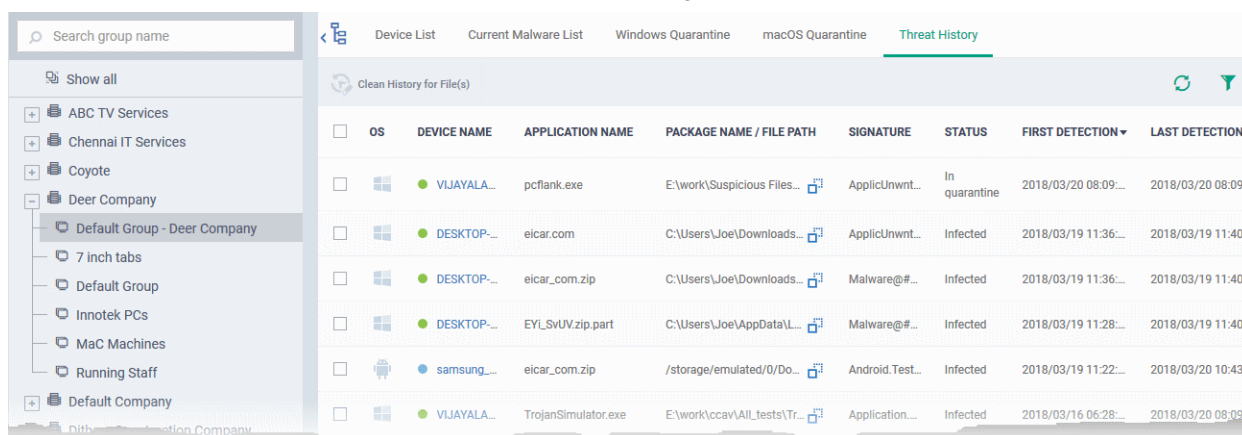 Search group name
Show all
ABC TV Services
Chennai IT Services
Coyote
Deer Company
Default Group - Deer Company
7 inch tabs
Default Group
Innotek PCs
MaC Machines
Running Staff
Default Company
Device List Current Malware List Windows Quarantine macOS Quarantine Threat History
Clean History for File(s)
OS DEVICE NAME APPLICATION NAME PACKAGE NAME / FILE PATH SIGNATURE STATUS FIRST DETECTION LAST DETECTION
VIJAYALA... pcflank.exe E:\work\Suspicious Files... ApplicUnwnt... In quarantine 2018/03/20 08:09:... 2018/03/20 08:09
DESKTOP-... eicar.com C:\Users\Joe\Downloads... ApplicUnwnt... Infected 2018/03/19 11:36:... 2018/03/19 11:40
DESKTOP-... eicar_com.zip C:\Users\Joe\Downloads... Malware@#... Infected 2018/03/19 11:36:... 2018/03/19 11:40
DESKTOP-... EYi_SvUV.zip.part C:\Users\Joe\AppData\L... Malware@#... Infected 2018/03/19 11:28:... 2018/03/19 11:40
samsung_... eicar_com.zip /storage/emulated/0/Do... Android.Test... Infected 2018/03/19 11:22:... 2018/03/20 10:43
VIJAYALA... TrojanSimulator.exe E:\work\ccav\All_tests\Tr... Application.... Infected 2018/03/16 06:28:... 2018/03/20 08:09